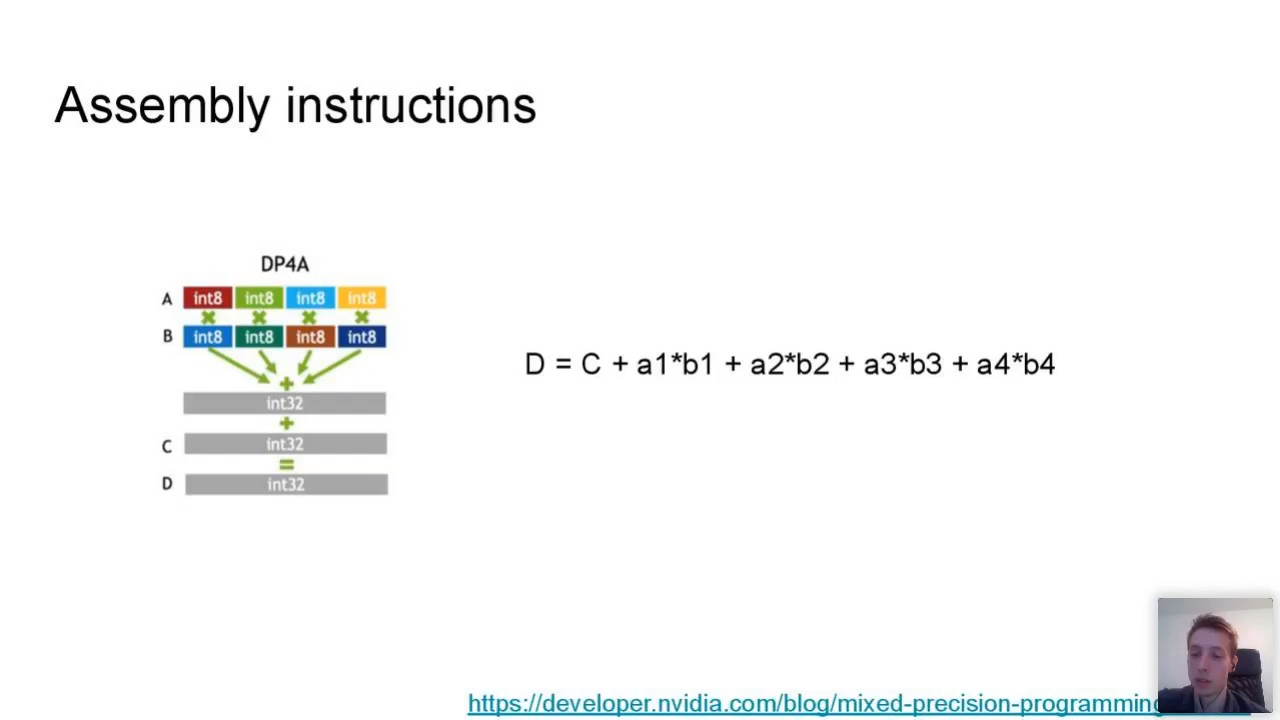 Assembly instructions
DP4A
A int8 int8 int8 int8
B int8 int8 int8 int8
int32
C int32
D int32
D = C + a1*b1 + a2*b2 + a3*b3 + a4*b4
https://developer.nvidia.com/blog/mixed-precision-programming